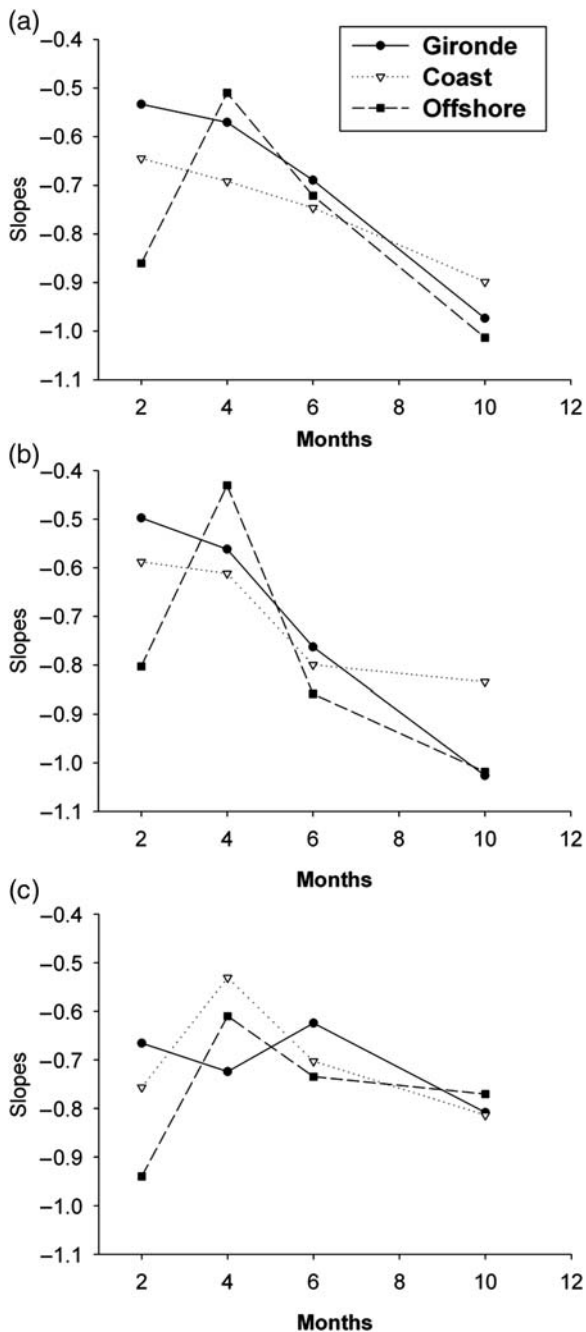 (a)
Gironde
Coast
Offshore
–0.4
–0.5
–0.6
–0.7
–0.8
–0.9
–1.0
–1.1
Slopes
2 4 6 8 10 12
Months
(b)
–0.4
–0.5
–0.6
–0.7
–0.8
–0.9
–1.0
–1.1
Slopes
2 4 6 8 10 12
Months
(c)
–0.4
–0.5
–0.6
–0.7
–0.8
–0.9
–1.0
–1.1
Slopes
2 4 6 8 10 12
Months